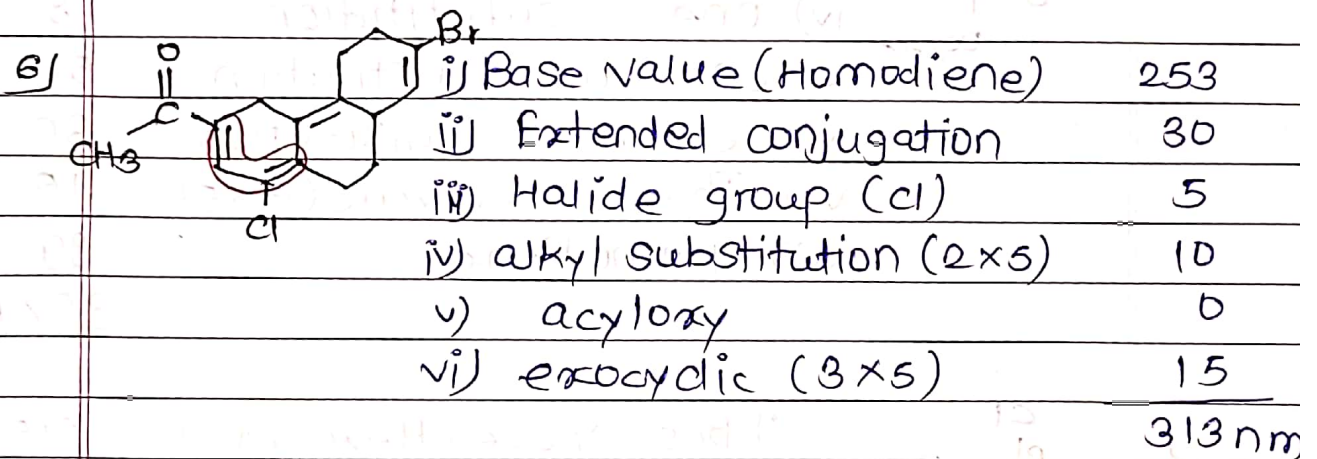 6)
O
C
CH3
Cl
Br
i) Base value (Homodiene) 253
ii) Extended conjugation 30
iii) Halide group (cl) 5
iv) alkyl substitution (2×5) 10
v) acyloxy 0
vi) exocyclic (3×5) 15
313 nm